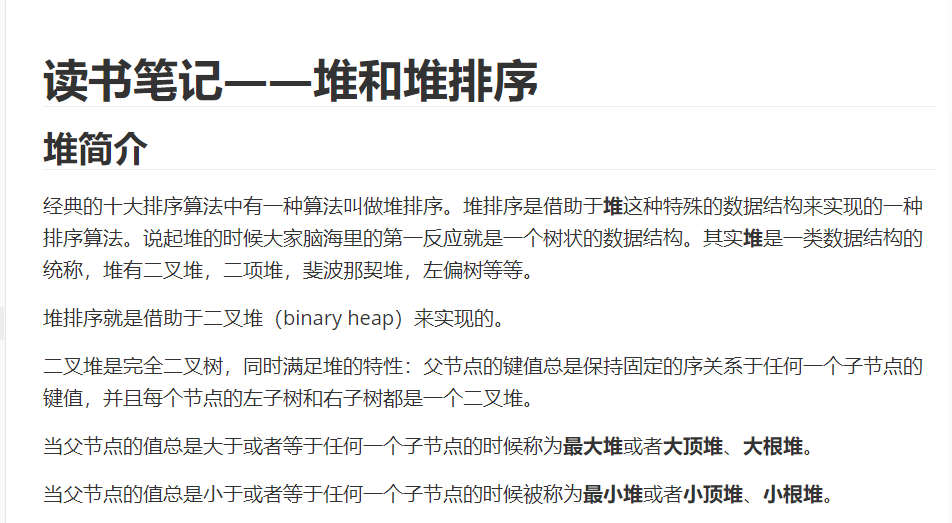 读书笔记——堆和堆排序
堆简介
经典的十大排序算法中有一种算法叫做堆排序。堆排序是借助于堆这种特殊的数据结构来实现的一种
排序算法。说起堆的时候大家脑海里的第一反应就是一个树状的数据结构。其实堆是一类数据结构的
统称，堆有二叉堆，二项堆，斐波那契堆，左偏树等等。
堆排序就是借助于二叉堆（binary heap）来实现的。
二叉堆是完全二叉树，同时满足堆的特性：父节点的键值总是保持固定的序关系于任何一个子节点的
键值，并且每个节点的左子树和右子树都是一个二叉堆。
当父节点的值总是大于或者等于任何一个子节点的时候称为最大堆或者大顶堆、大根堆。
当父节点的值总是小于或者等于任何一个子节点的时候被称为最小堆或者小顶堆、小根堆。